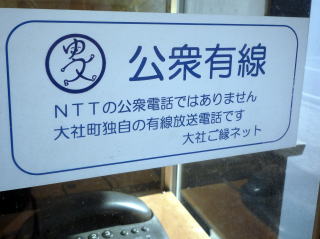 公衆有線
NTTの公衆電話ではありません
大社町独自の有線放送電話です
大社ご縁ネット